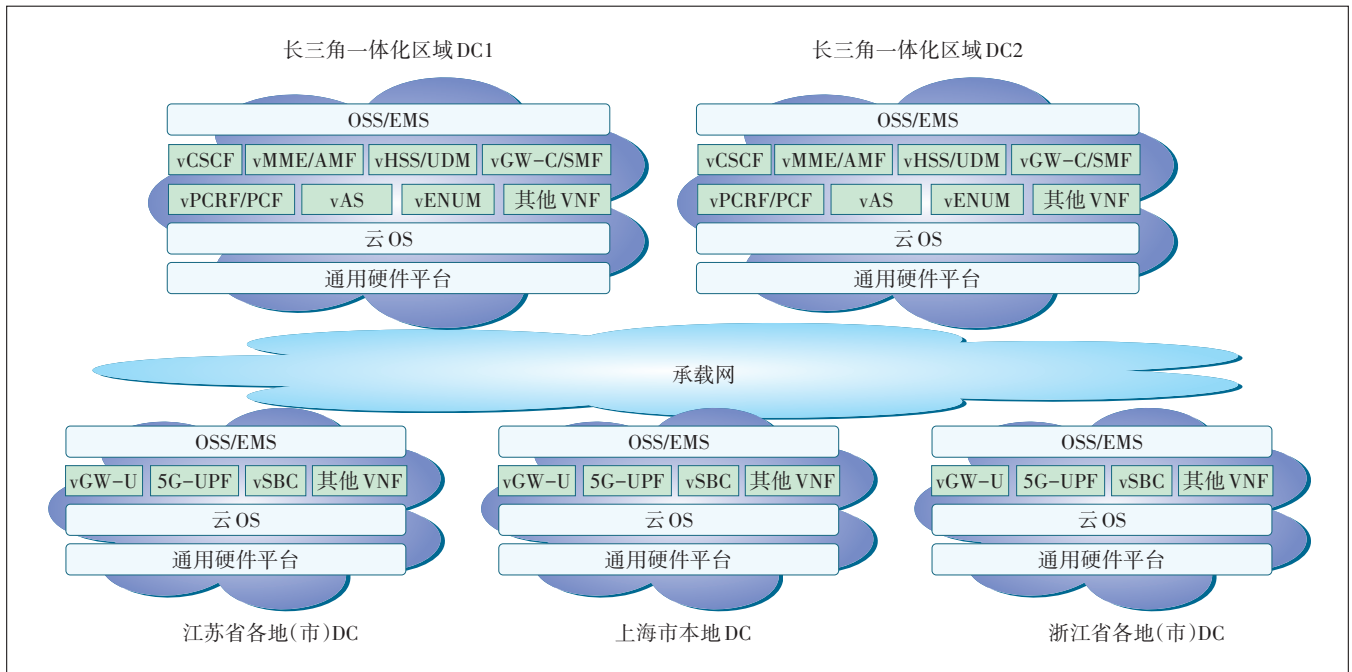 长三角一体化区域DC1
长三角一体化区域DC2
OSS/EMS
vCSCF
vMME/AMF
vHSS/UDM
vGW-C/SMF
vPCRF/PCF
vAS
vENUM
其他VNF
云OS
通用硬件平台
OSS/EMS
vCSCF
vMME/AMF
vHSS/UDM
vGW-C/SMF
vPCRF/PCF
vAS
vENUM
其他VNF
云OS
通用硬件平台
承载网
OSS/EMS
vGW-U
5G-UPF
vSBC
其他VNF
云OS
通用硬件平台
江苏省各地(市)DC
OSS/EMS
vGW-U
5G-UPF
vSBC
其他VNF
云OS
通用硬件平台
上海市本地DC
OSS/EMS
vGW-U
5G-UPF
vSBC
其他VNF
云OS
通用硬件平台
浙江省各地(市)DC